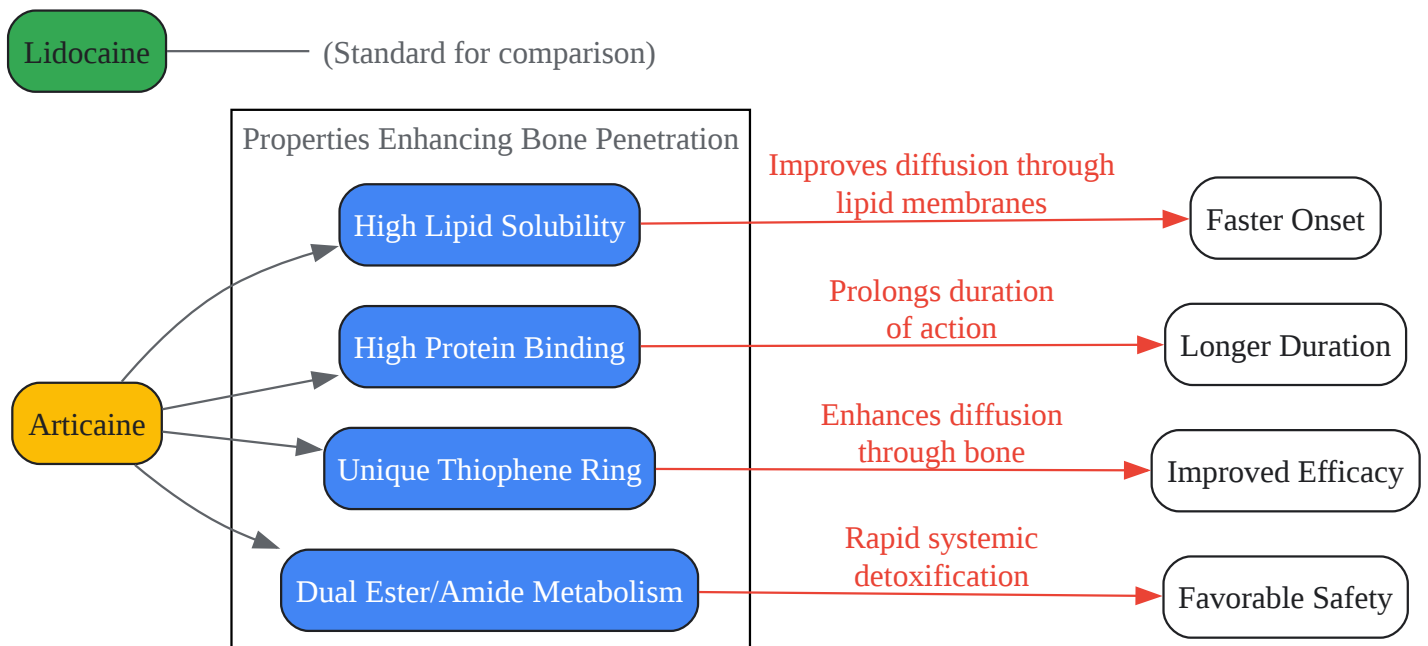 Lidocaine
(Standard for comparison)
Properties Enhancing Bone Penetration
High Lipid Solubility
Improves diffusion through
lipid membranes
Faster Onset
High Protein Binding
Prolongs duration
of action
Longer Duration
Articaine
Unique Thiophene Ring
Enhances diffusion
through bone
Improved Efficacy
Dual Ester/Amide Metabolism
Rapid systemic
detoxification
Favorable Safety